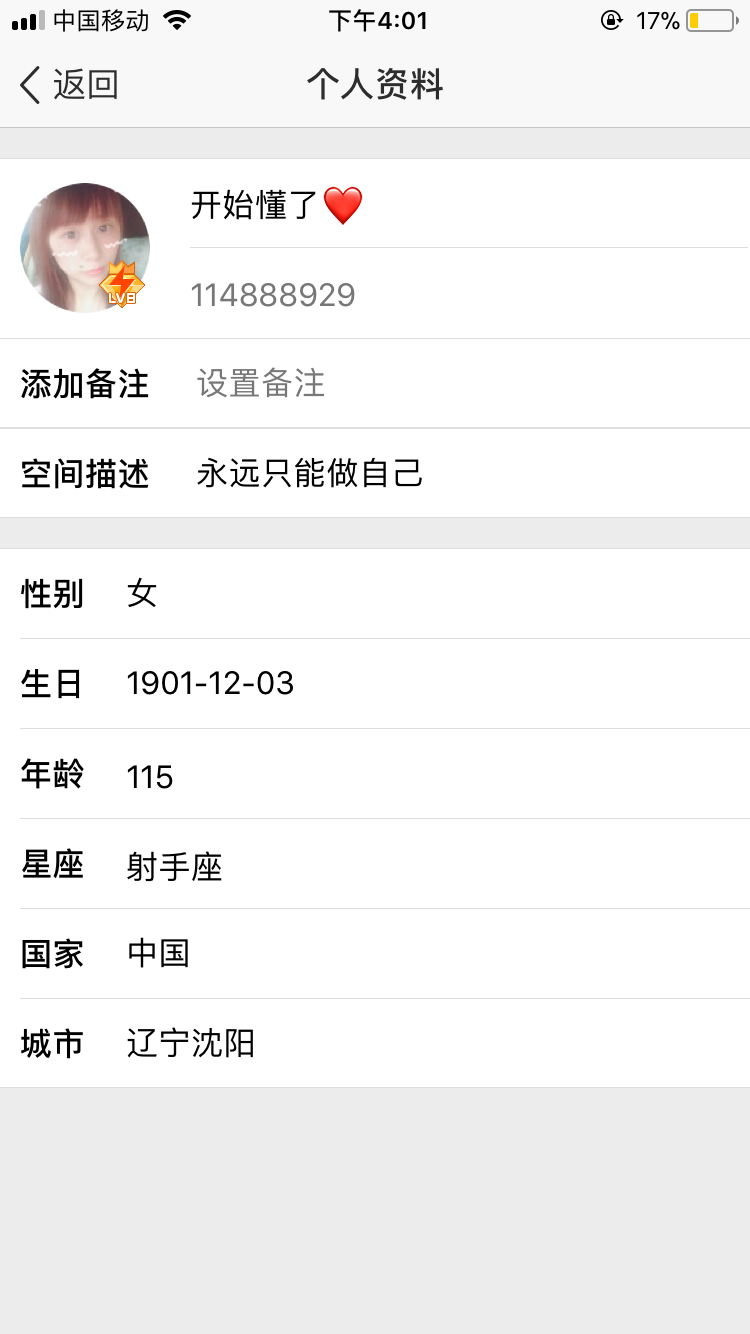 中国移动 下午4:01 17%
返回 个人资料
开始懂了❤️
LV8
114888929
添加备注 设置备注
空间描述 永远只能做自己
性别 女
生日 1901-12-03
年龄 115
星座 射手座
国家 中国
城市 辽宁沈阳